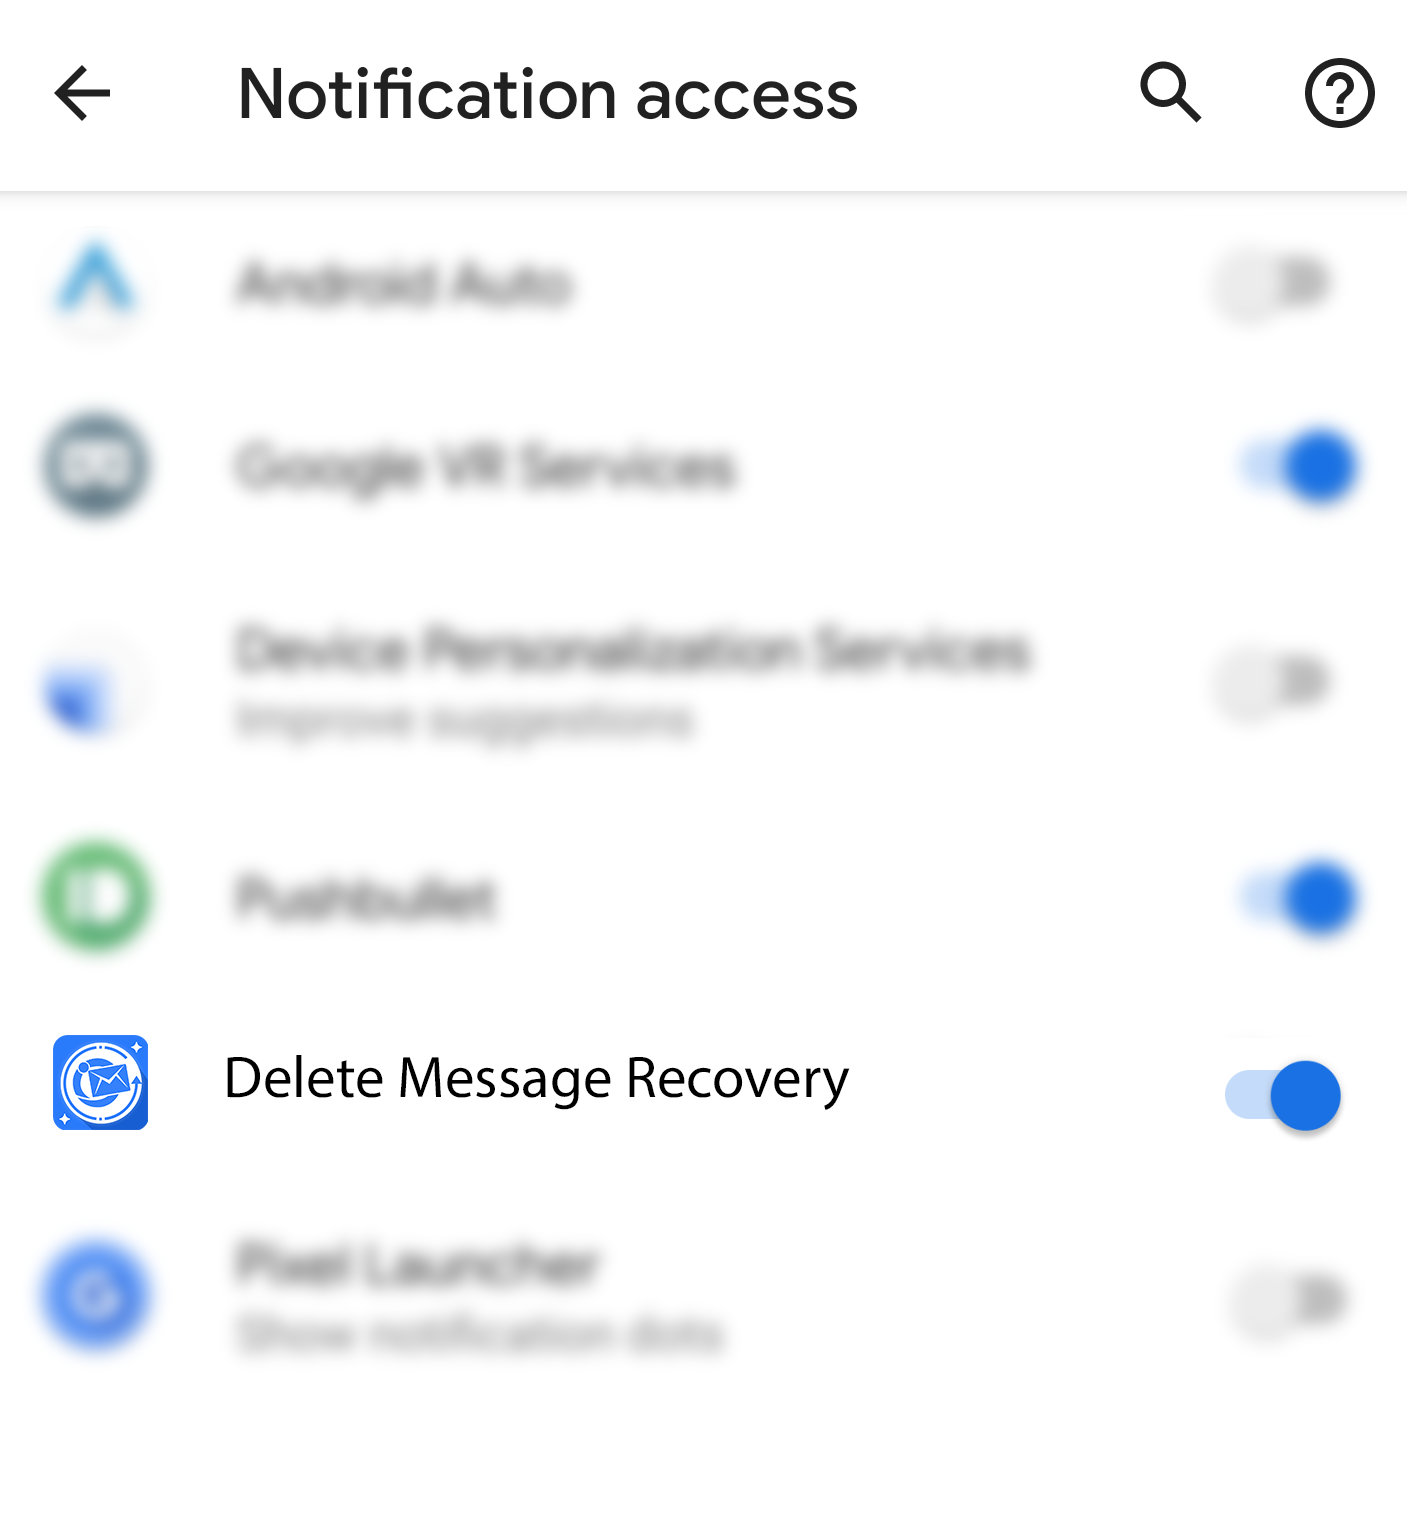 Notification access
Android Auto
Google VR Services
Device Personalization Services
Improve suggestions
Pushbullet
Delete Message Recovery
Pixel Launcher
Show notification dots